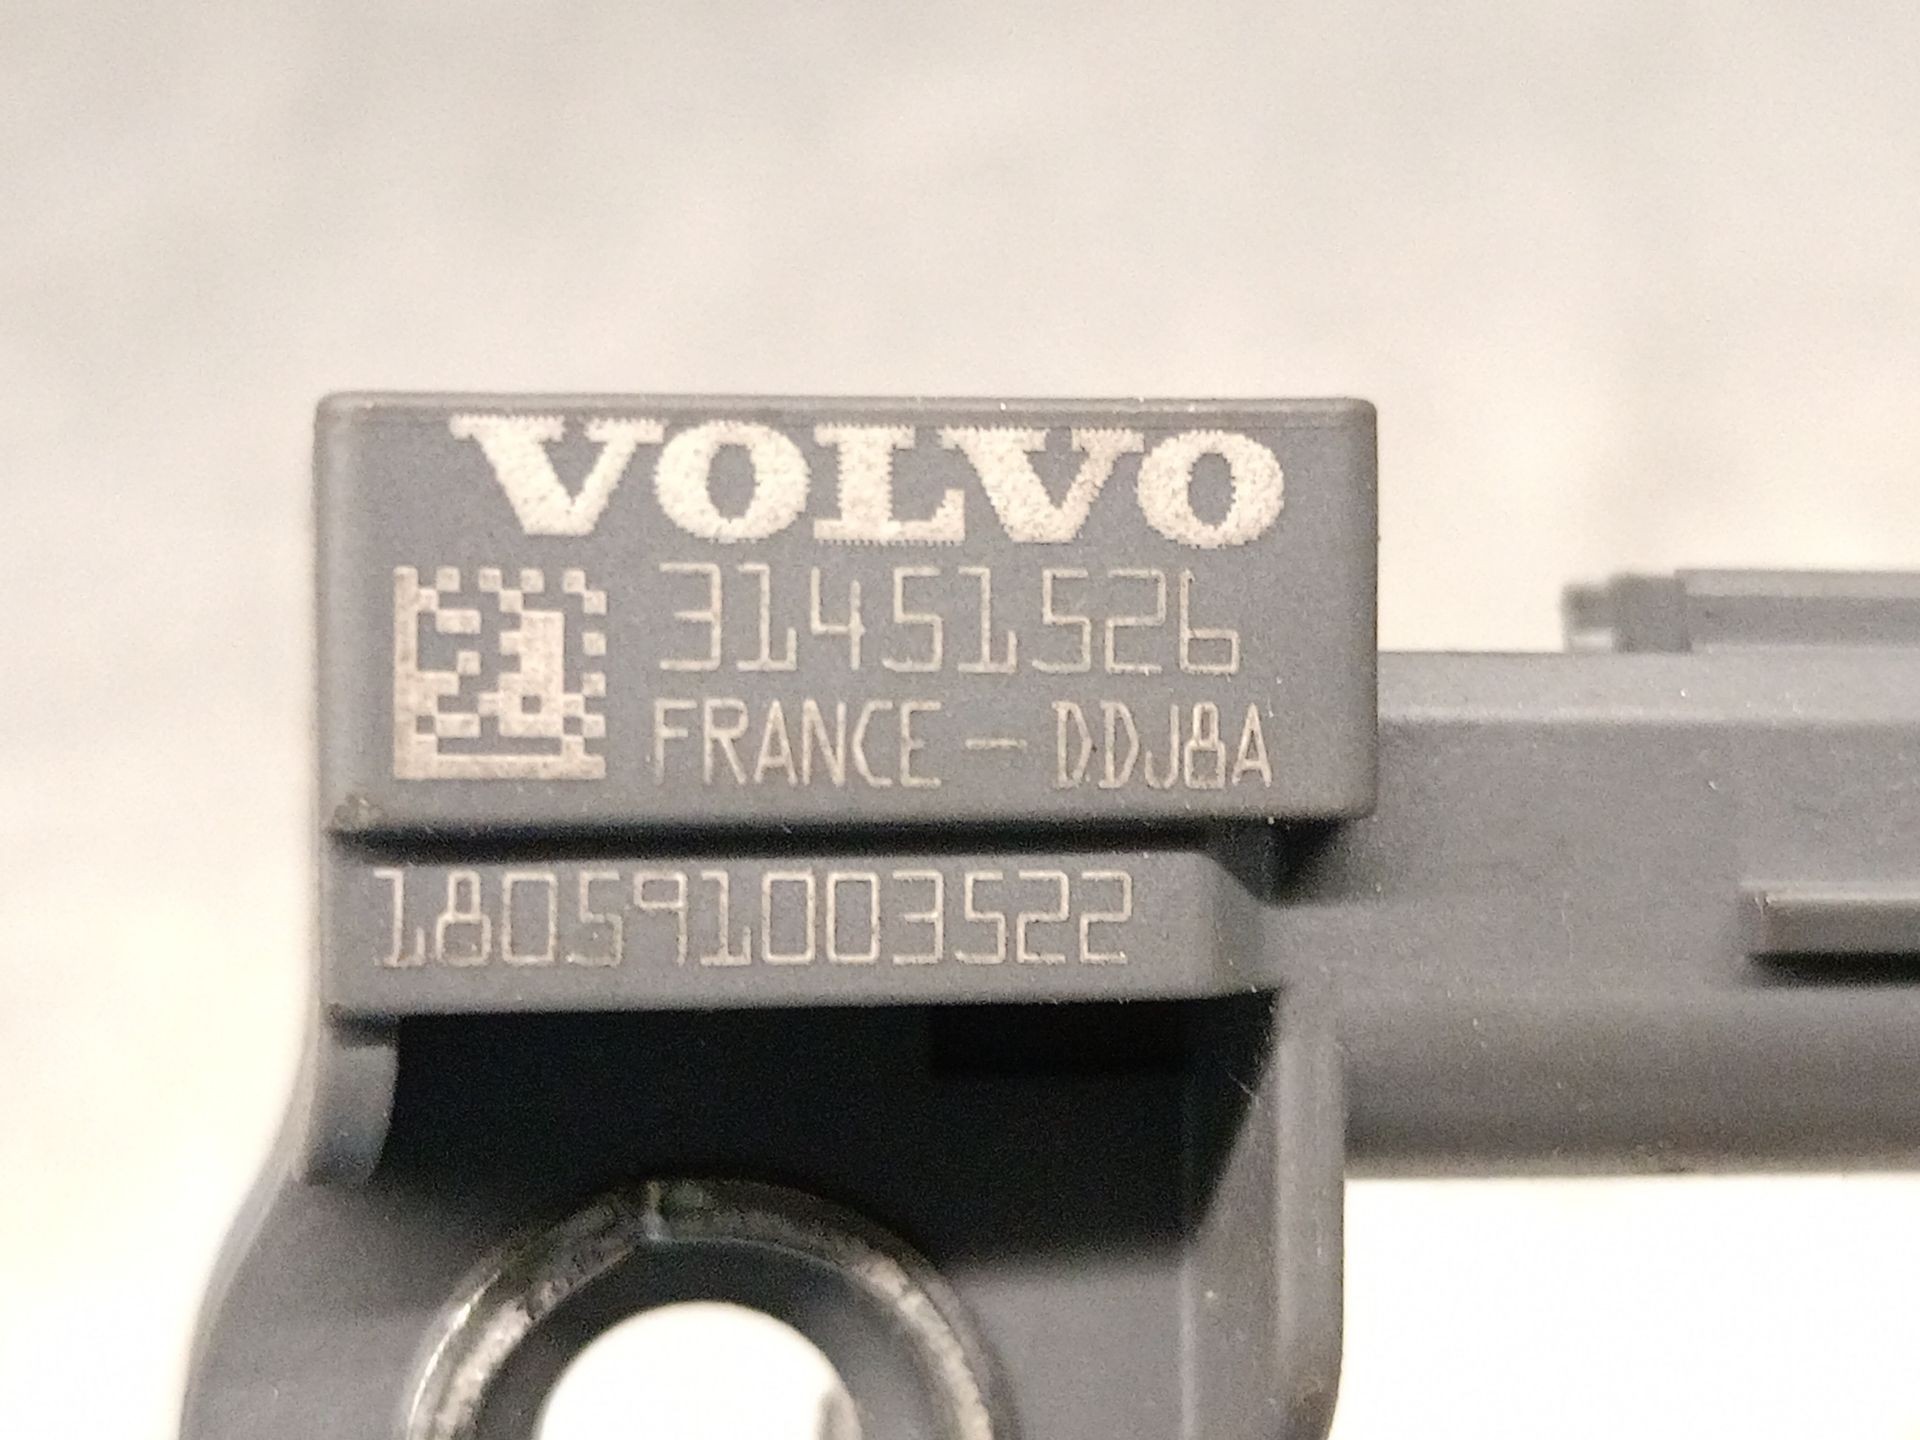 VOLVO
31451526
FRANCE - DDJ8A
180591003522